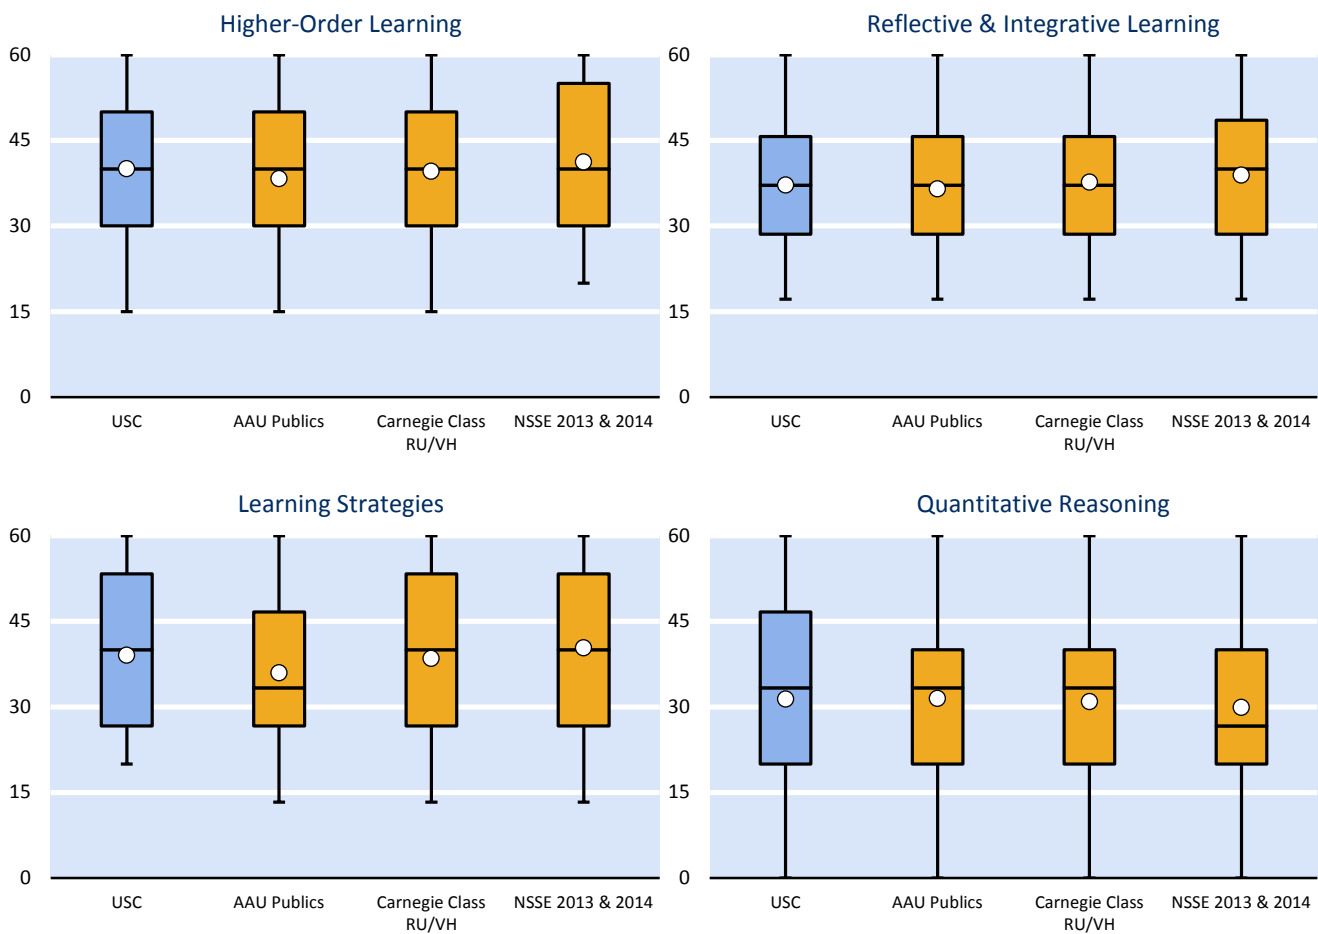 Higher-Order Learning
60
45
30
15
0
USC
AAU Publics
Carnegie Class
RU/VH
NSSE 2013 & 2014
Reflective & Integrative Learning
60
45
30
15
0
USC
AAU Publics
Carnegie Class
RU/VH
NSSE 2013 & 2014
Learning Strategies
60
45
30
15
0
USC
AAU Publics
Carnegie Class
RU/VH
NSSE 2013 & 2014
Quantitative Reasoning
60
45
30
15
0
USC
AAU Publics
Carnegie Class
RU/VH
NSSE 2013 & 2014